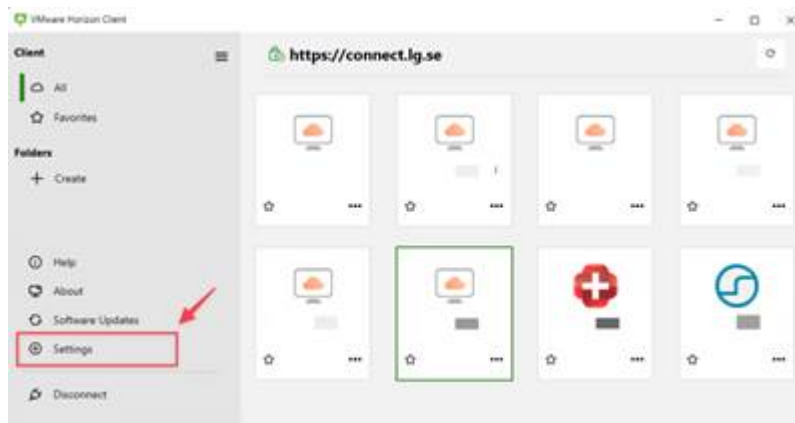 VMware Horizon Client
Client
https://connect.lg.se
All
Favorites
Folders
Create
Help
About
Software Updates
Settings
Disconnect